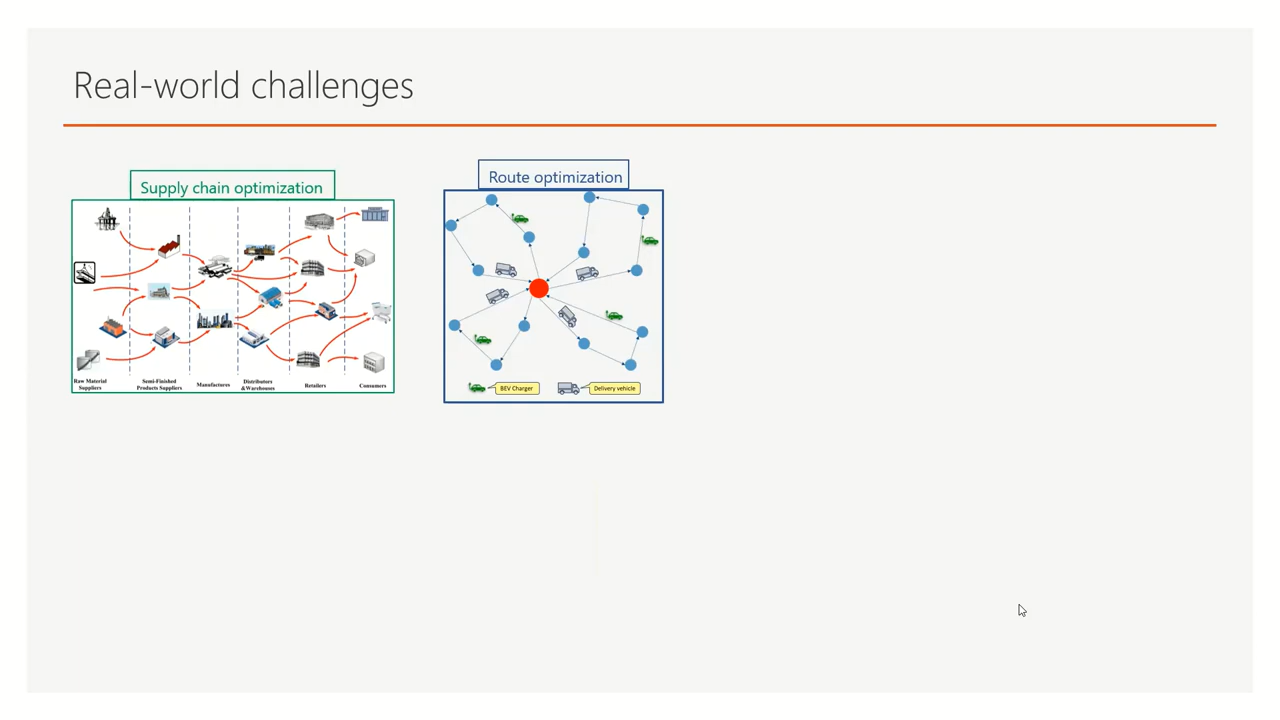 Real-world challenges
Supply chain optimization
Raw Material
Suppliers
Semi-Finished
Products Suppliers
Manufactures
Distributors
&Warehouses
Retailers
Consumers
Route optimization
BEV Charger
Delivery vehicle